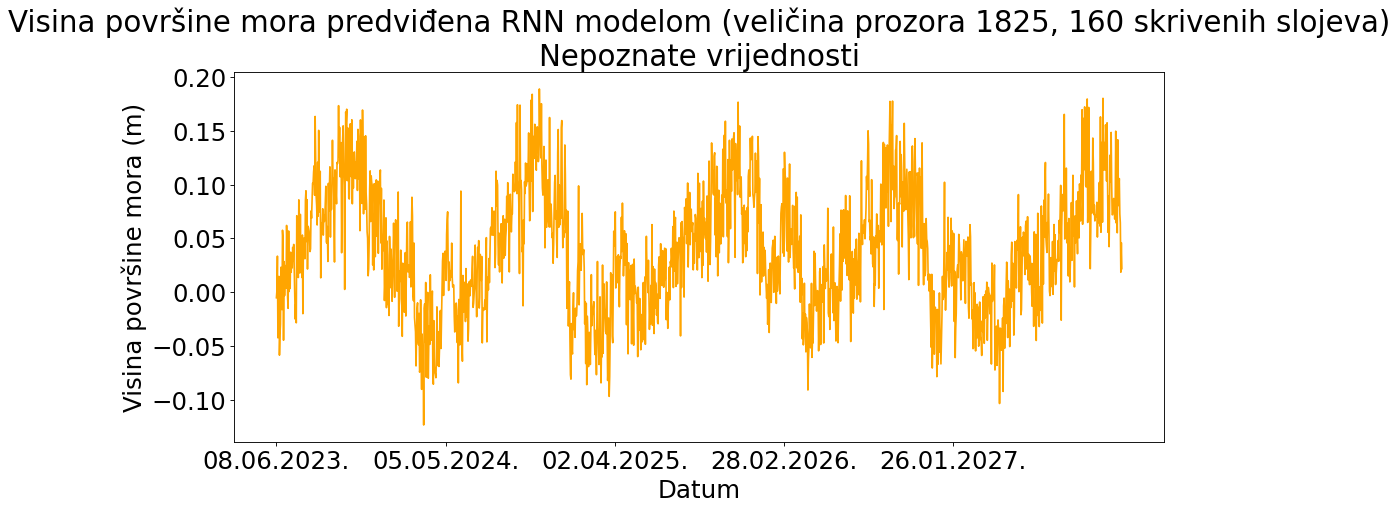 Visina površine mora predviđena RNN modelom (veličina prozora 1825, 160 skrivenih slojeva)
Nepoznate vrijednosti
Visina površine mora (m)
0.20
0.15
0.10
0.05
0.00
−0.05
−0.10
08.06.2023. 05.05.2024. 02.04.2025. 28.02.2026. 26.01.2027.
Datum